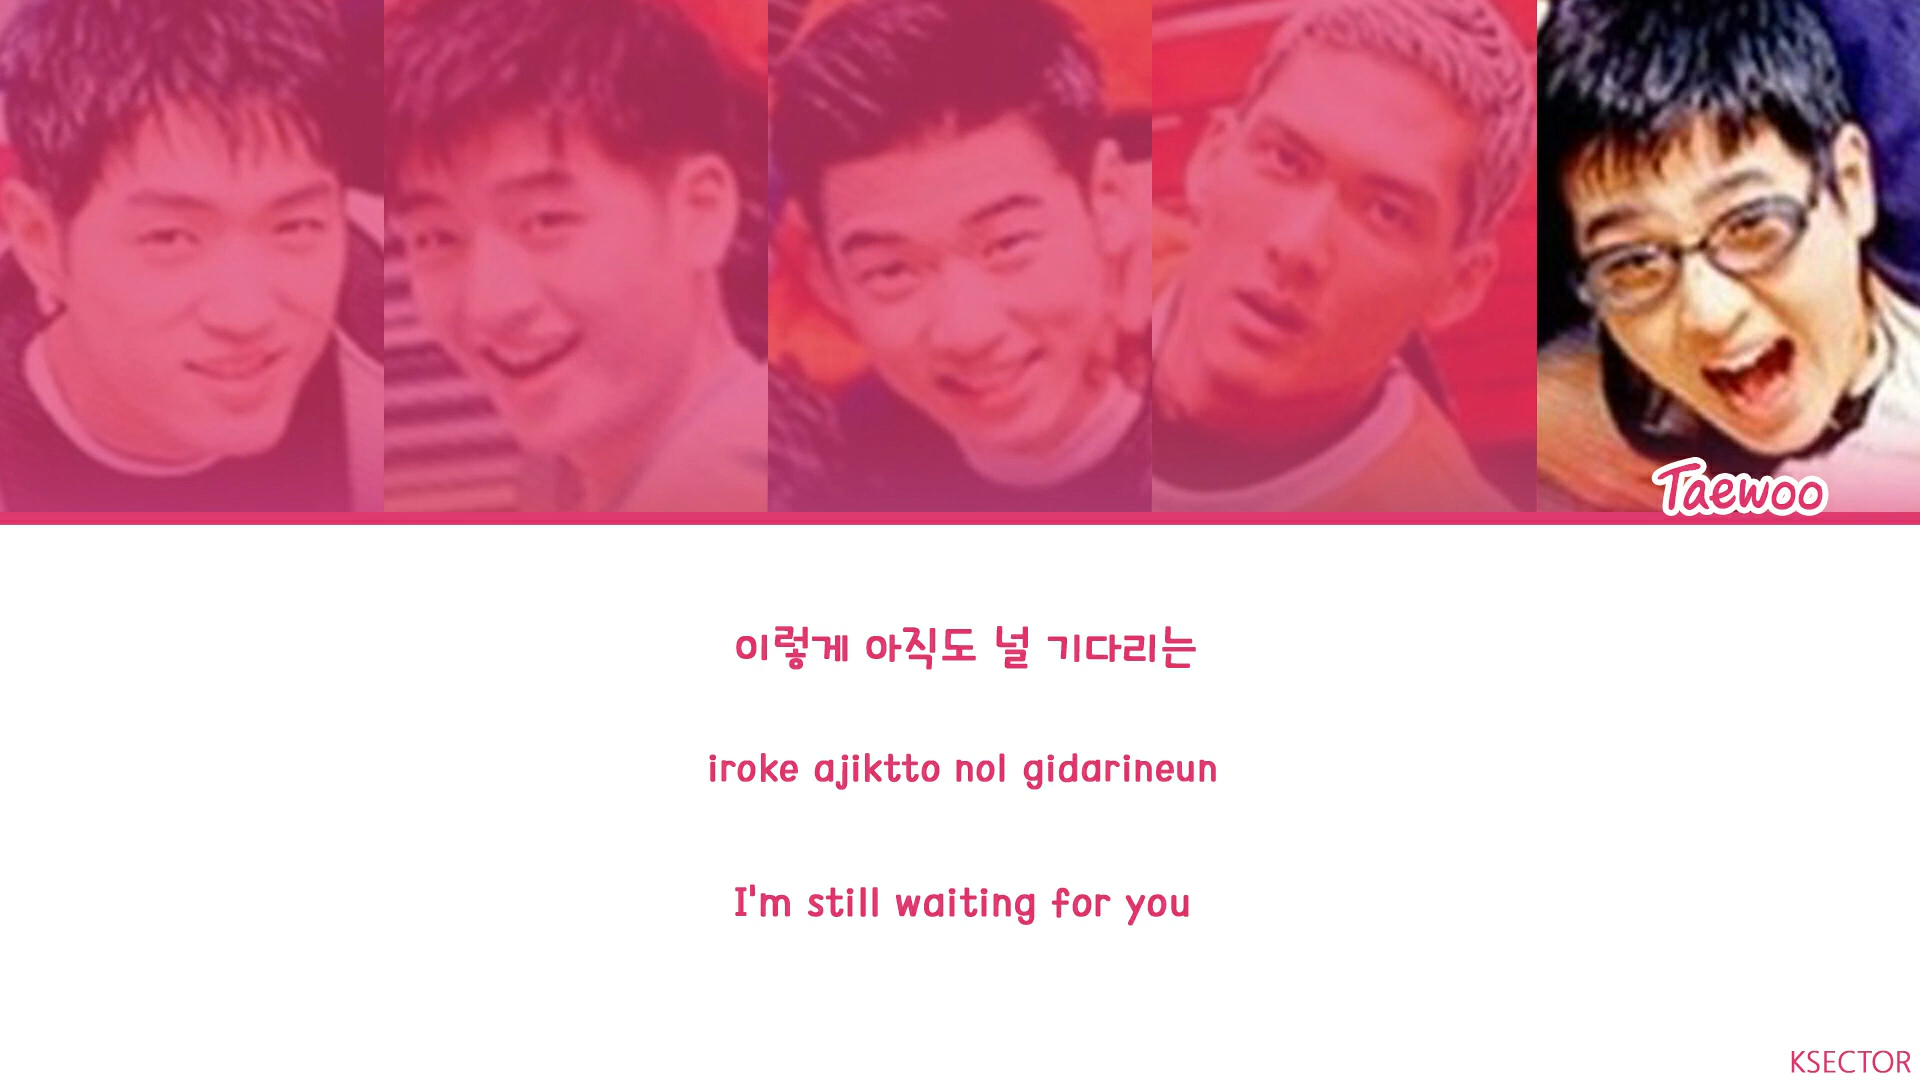 Taewoo
이렇게 아직도 널 기다리는
iroke ajiktto nol gidarineun
I'm still waiting for you
KSECTOR